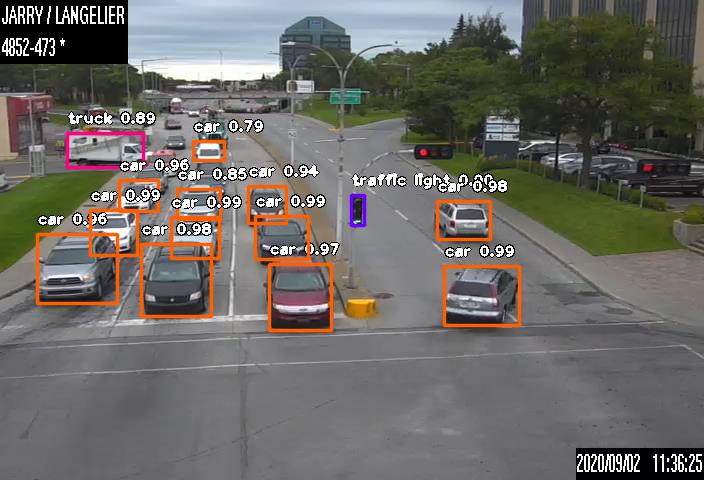 JARRY / LANGELIER
4852-473 *
truck 0.89
car 0.79
car 0.96
car 0.85
car 0.94
car 0.99
car 0.99
car 0.99
traffic light
car 0.98
car 0.96
car 0.98
car 0.97
car 0.99
2020/09/02 11:36:25